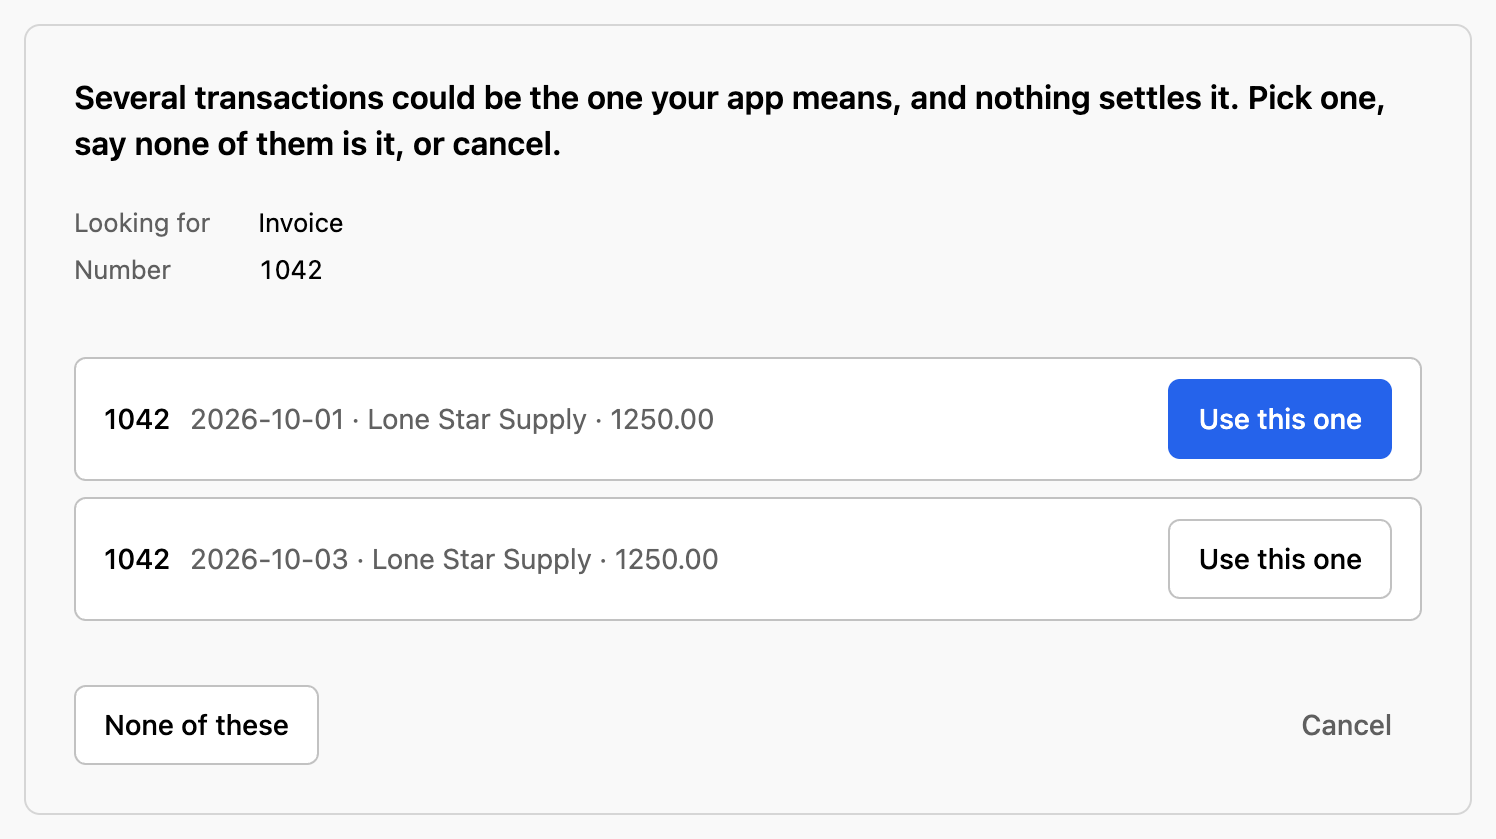 Several transactions could be the one your app means, and nothing settles it. Pick one,
say none of them is it, or cancel.
Looking for Invoice
Number 1042
1042 2026-10-01 · Lone Star Supply · 1250.00 Use this one
1042 2026-10-03 · Lone Star Supply · 1250.00 Use this one
None of these Cancel